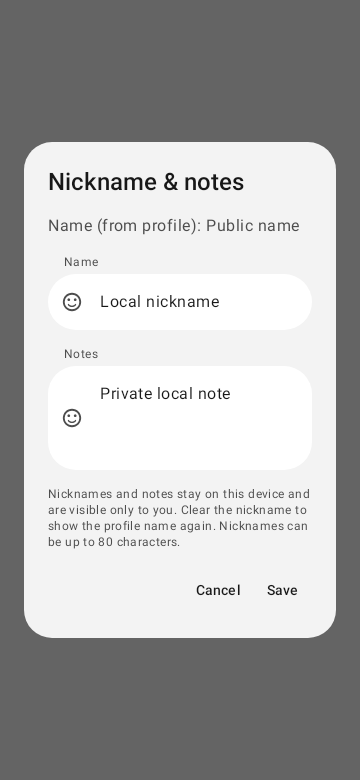 Nickname & notes
Name (from profile): Public name
Name
Local nickname
Notes
Private local note
Nicknames and notes stay on this device and
are visible only to you. Clear the nickname to
show the profile name again. Nicknames can
be up to 80 characters.
Cancel Save